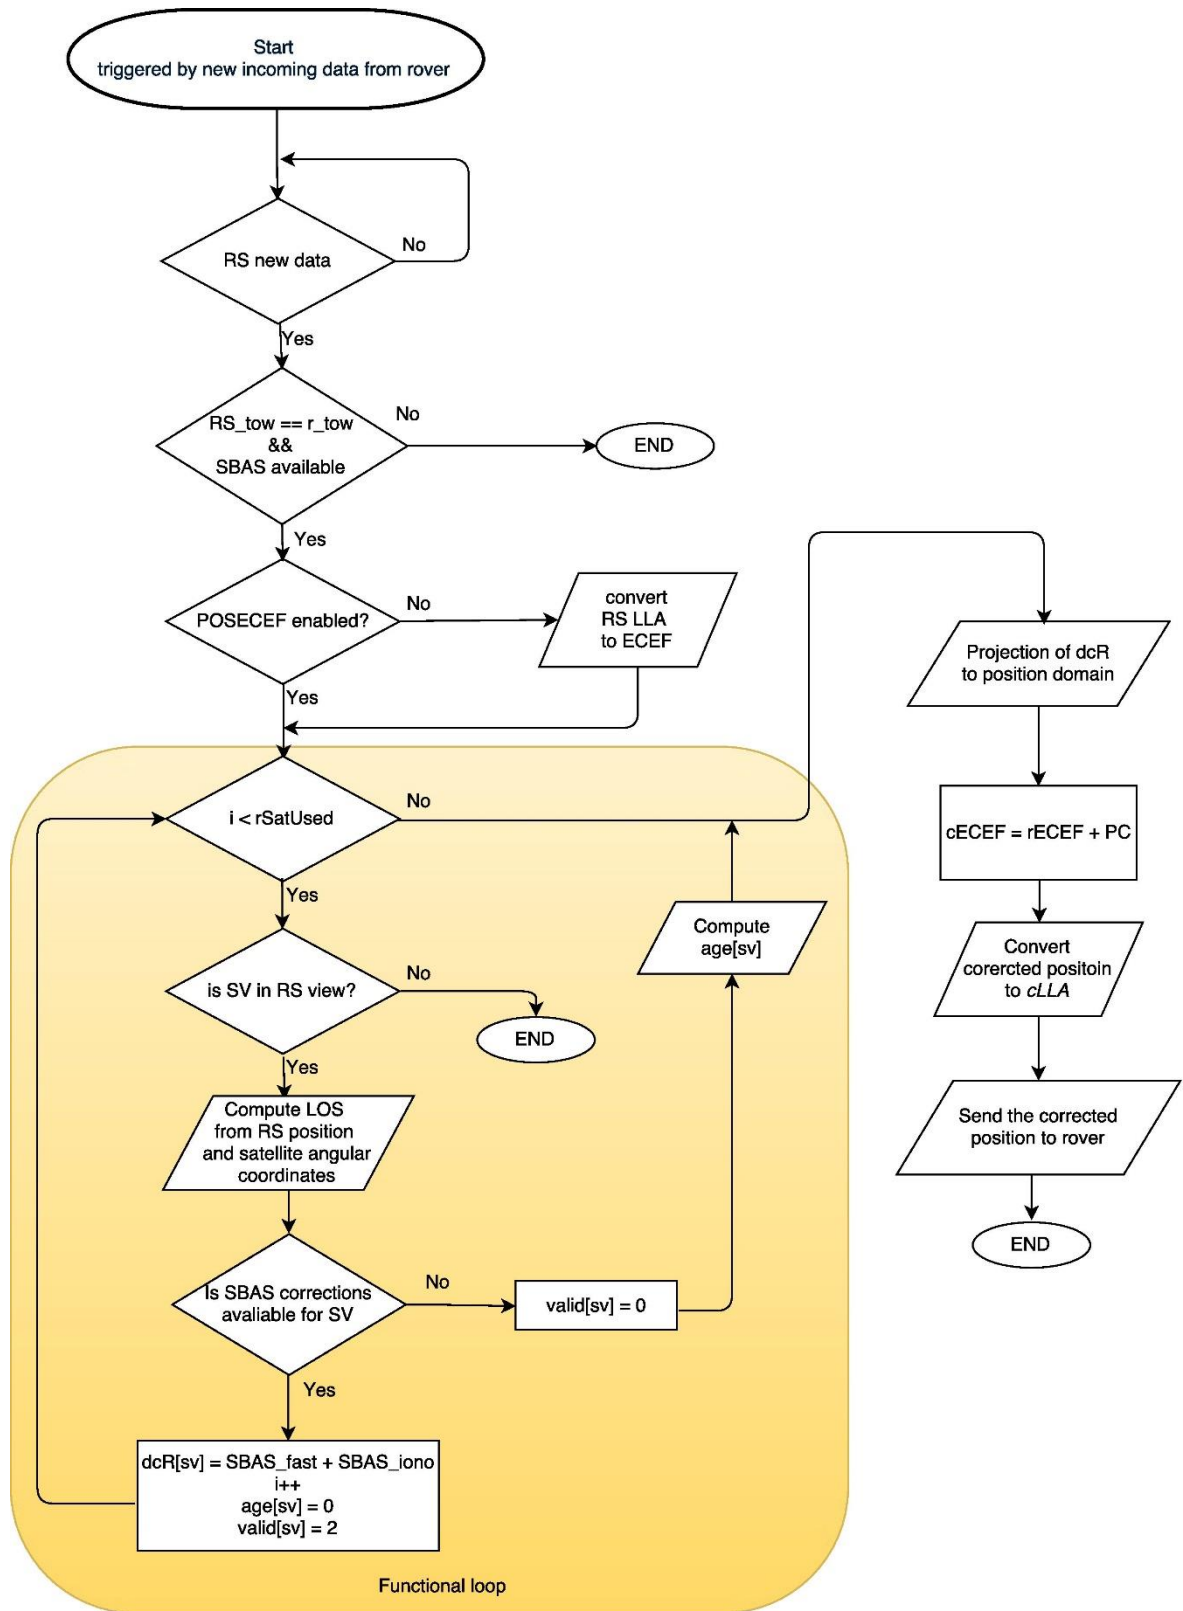 Start
triggered by new incoming data from rover
RS new data
No
Yes
RS_tow == r_tow
&&
SBAS available
No
END
Yes
POSECEF enabled?
No
convert
RS LLA
to ECEF
Yes
i < rSatUsed
No
Yes
is SV in RS view?
No
END
Yes
Compute LOS
from RS position
and satellite angular
coordinates
Is SBAS corrections
avaliable for SV
No
valid[sv] = 0
Compute
age[sv]
Yes
dcR[sv] = SBAS_fast + SBAS_iono
i++
age[sv] = 0
valid[sv] = 2
Functional loop
Projection of dcR
to position domain
cECEF = rECEF + PC
Convert
corercted positoin
to cLLA
Send the corrected
position to rover
END